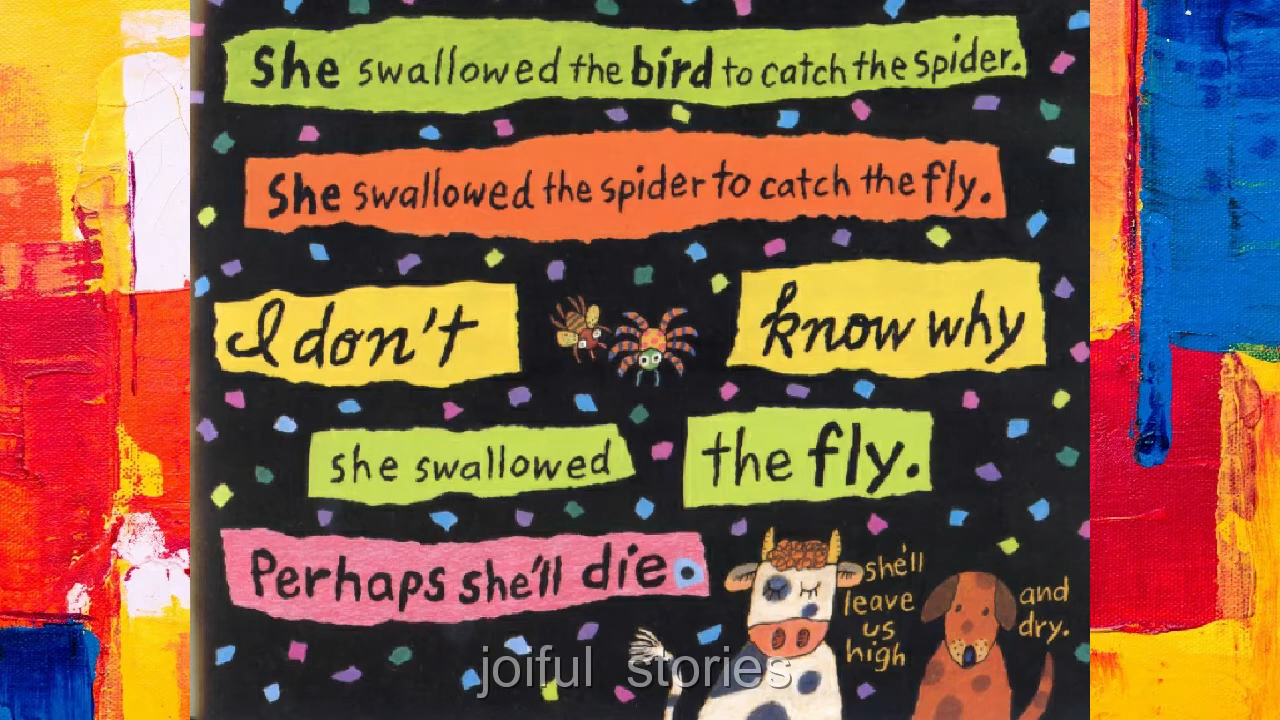 She swallowed the bird to catch the spider.
She swallowed the spider to catch the fly.
I don't know why
she swallowed the fly.
Perhaps she'll die.
she'll
leave
us
high
and
dry.
joiful stories